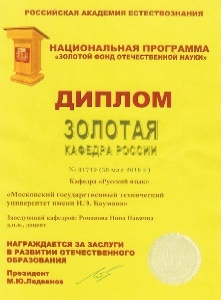 РОССИЙСКАЯ АКАДЕМИЯ ЕСТЕСТВОЗНАНИЯ
НАЦИОНАЛЬНАЯ ПРОГРАММА
«ЗОЛОТОЙ ФОНД ОТЕЧЕСТВЕННОЙ НАУКИ»
ДИПЛОМ
ЗОЛОТАЯ
КАФЕДРА РОССИИ
№ 01719 (30 мая 2016 г.)
Кафедра «Русский язык»
«Московский государственный технический
университет имени Н.Э. Баумана»
Заведующий кафедрой: Романова Нина Навична
доцент
НАГРАЖДАЕТСЯ ЗА ЗАСЛУГИ
В РАЗВИТИИ ОТЕЧЕСТВЕННОГО
ОБРАЗОВАНИЯ
Президент
М.Ю.Ледванов